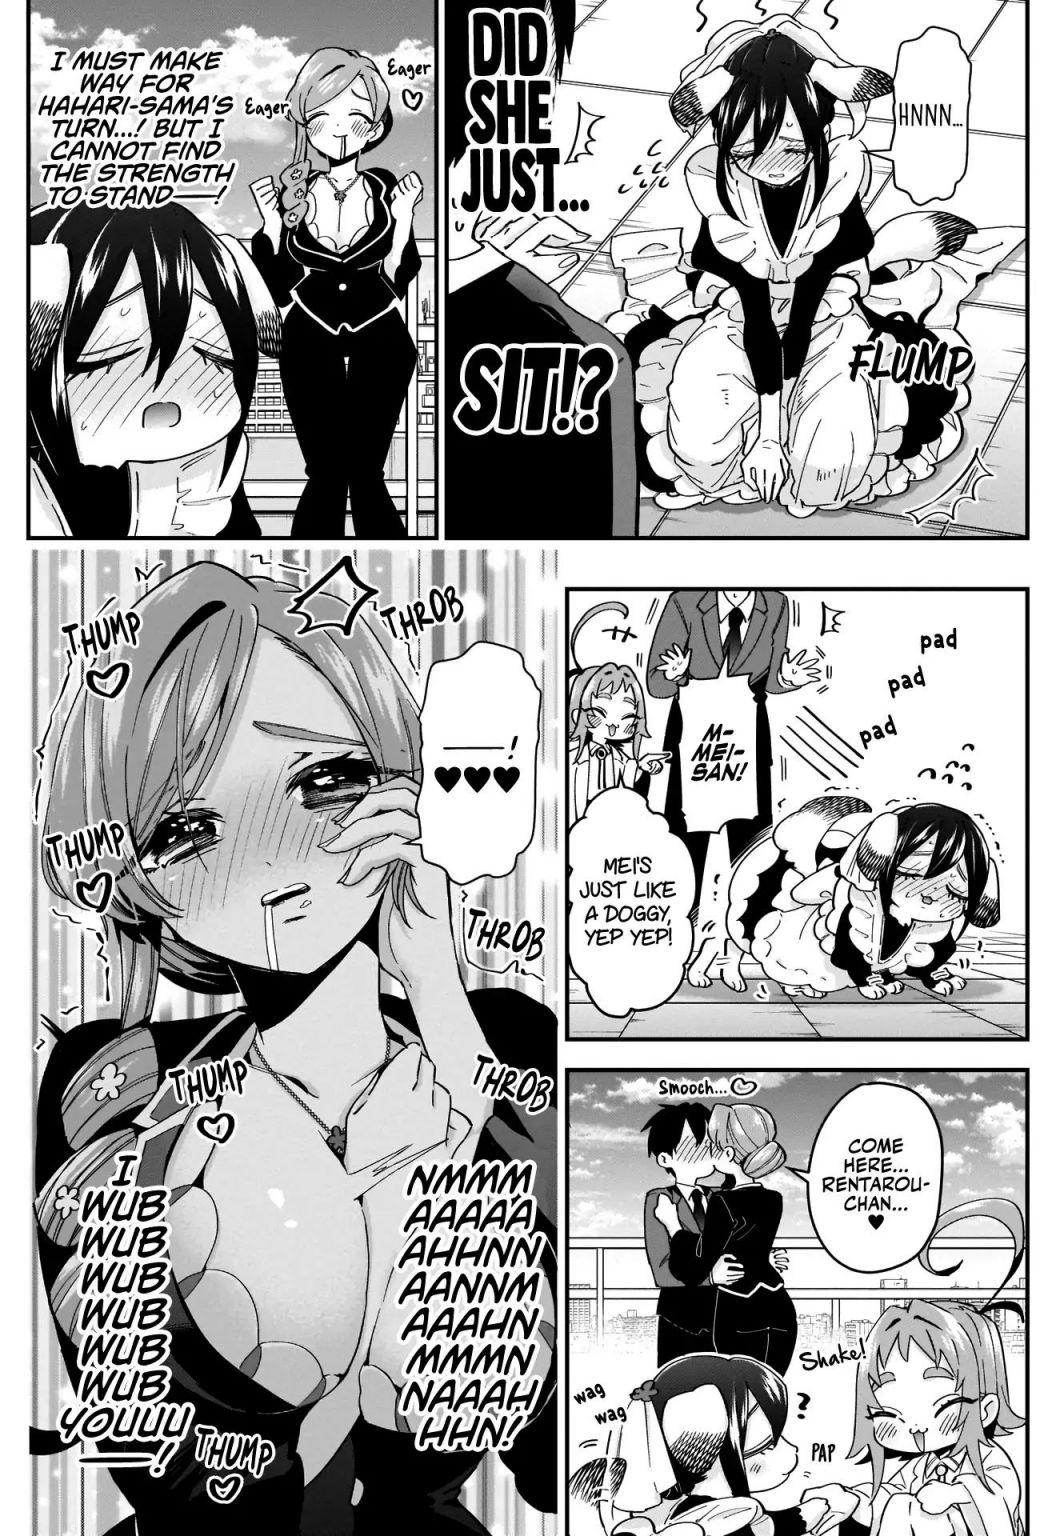 HNNN...
DID
SHE
JUST...
SIT!?
FLUMP
I MUST MAKE
WAY FOR
HAHARI-SAMA'S
TURN...! BUT I
CANNOT FIND
THE STRENGTH
TO STAND——!
Eager
Eager
pad
pad
pad
M-
MEI-
SAN!
MEI'S
JUST LIKE
A DOGGY,
YEP YEP!
——!
♥♥♥
THUMP
THROB
THUMP
THROB
THROB
THUMP
NMMM
AAAAA
AHHNN
AANNM
AAAHN
MMMN
NAAAH
HHN!
I
WUB
WUB
WUB
WUB
WUB
WUB
YOUUU
——!
THUMP
Smooch...
COME
HERE...
RENTAROU-
CHAN...
♥
Shake!
wag
wag
?
PAP